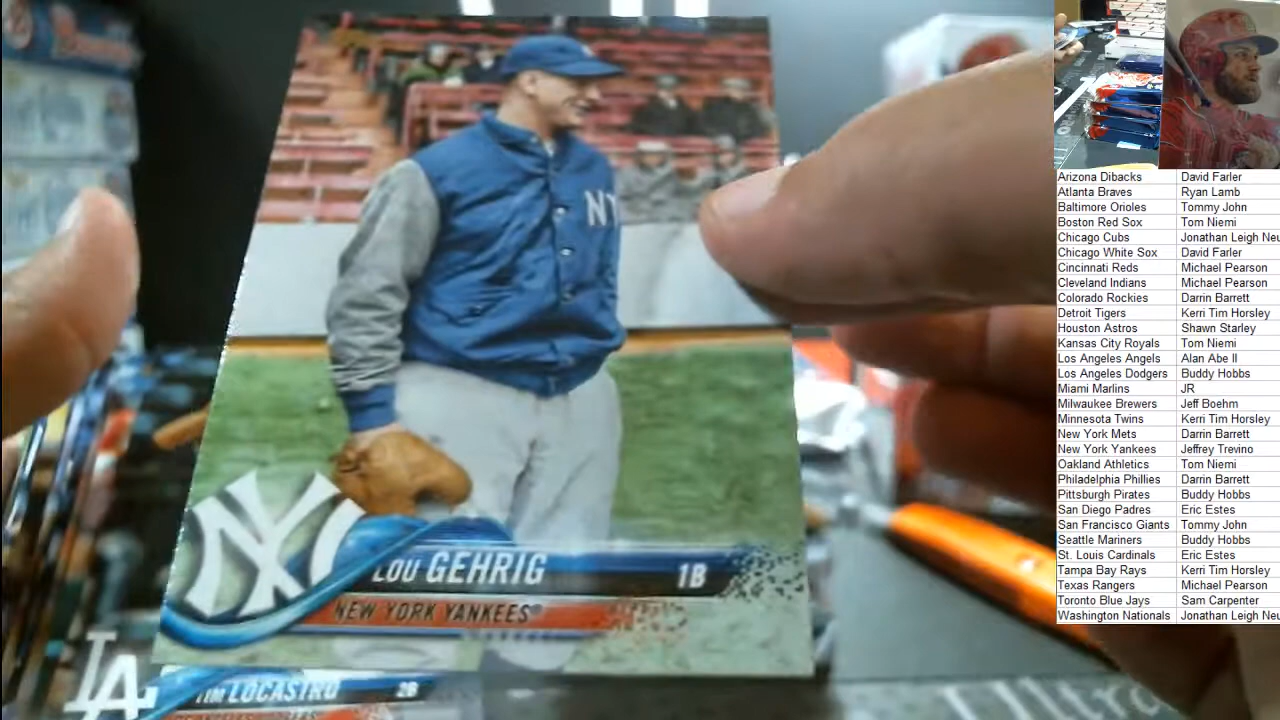 NY
LOU GEHRIG 1B
NEW YORK YANKEES
LA
TIM LOCASTRO 2B
Ultra
Arizona Dibacks David Farler
Atlanta Braves Ryan Lamb
Baltimore Orioles Tommy John
Boston Red Sox Tom Niemi
Chicago Cubs Jonathan Leigh Neu
Chicago White Sox David Farler
Cincinnati Reds Michael Pearson
Cleveland Indians Michael Pearson
Colorado Rockies Darrin Barrett
Detroit Tigers Kerri Tim Horsley
Houston Astros Shawn Starley
Kansas City Royals Tom Niemi
Los Angeles Angels Alan Abe II
Los Angeles Dodgers Buddy Hobbs
Miami Marlins JR
Milwaukee Brewers Jeff Boehm
Minnesota Twins Kerri Tim Horsley
New York Mets Darrin Barrett
New York Yankees Jeffrey Trevino
Oakland Athletics Tom Niemi
Philadelphia Phillies Darrin Barrett
Pittsburgh Pirates Buddy Hobbs
San Diego Padres Eric Estes
San Francisco Giants Tommy John
Seattle Mariners Buddy Hobbs
St. Louis Cardinals Eric Estes
Tampa Bay Rays Kerri Tim Horsley
Texas Rangers Michael Pearson
Toronto Blue Jays Sam Carpenter
Washington Nationals Jonathan Leigh Neu